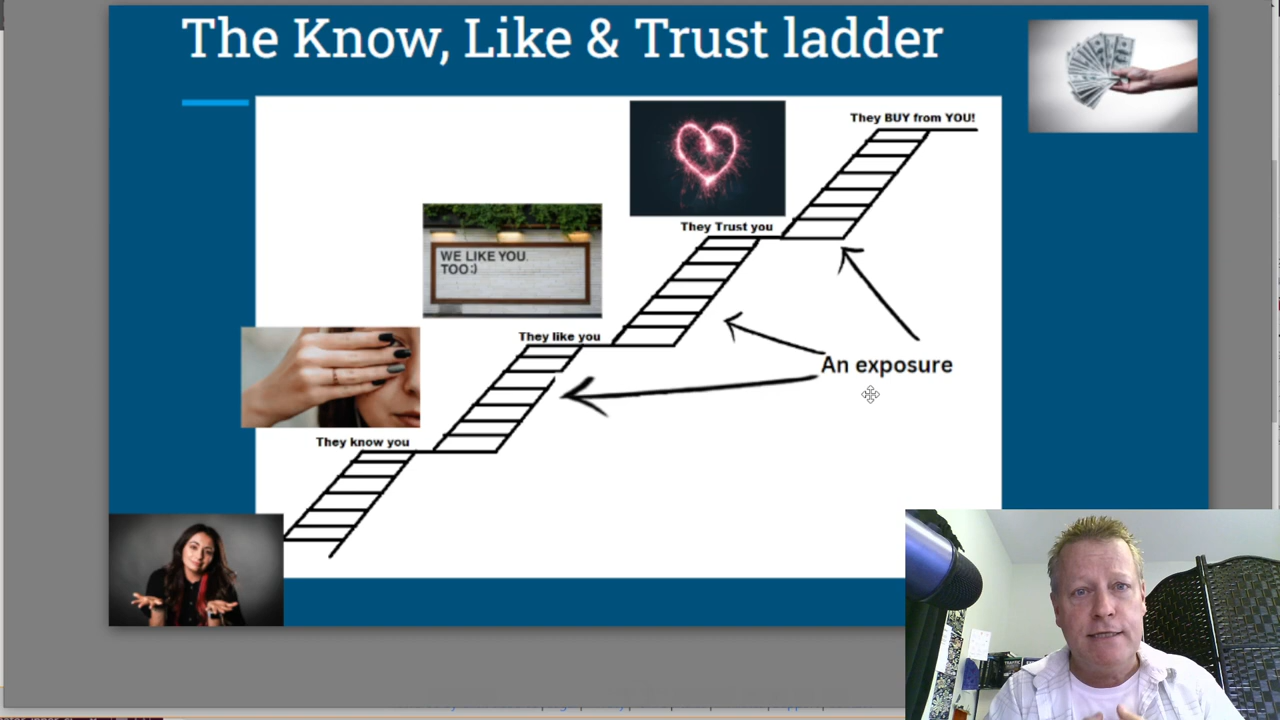 The Know, Like & Trust ladder
They BUY from YOU!
They Trust you
WE LIKE YOU.
TOO:)
They like you
An exposure
They know you